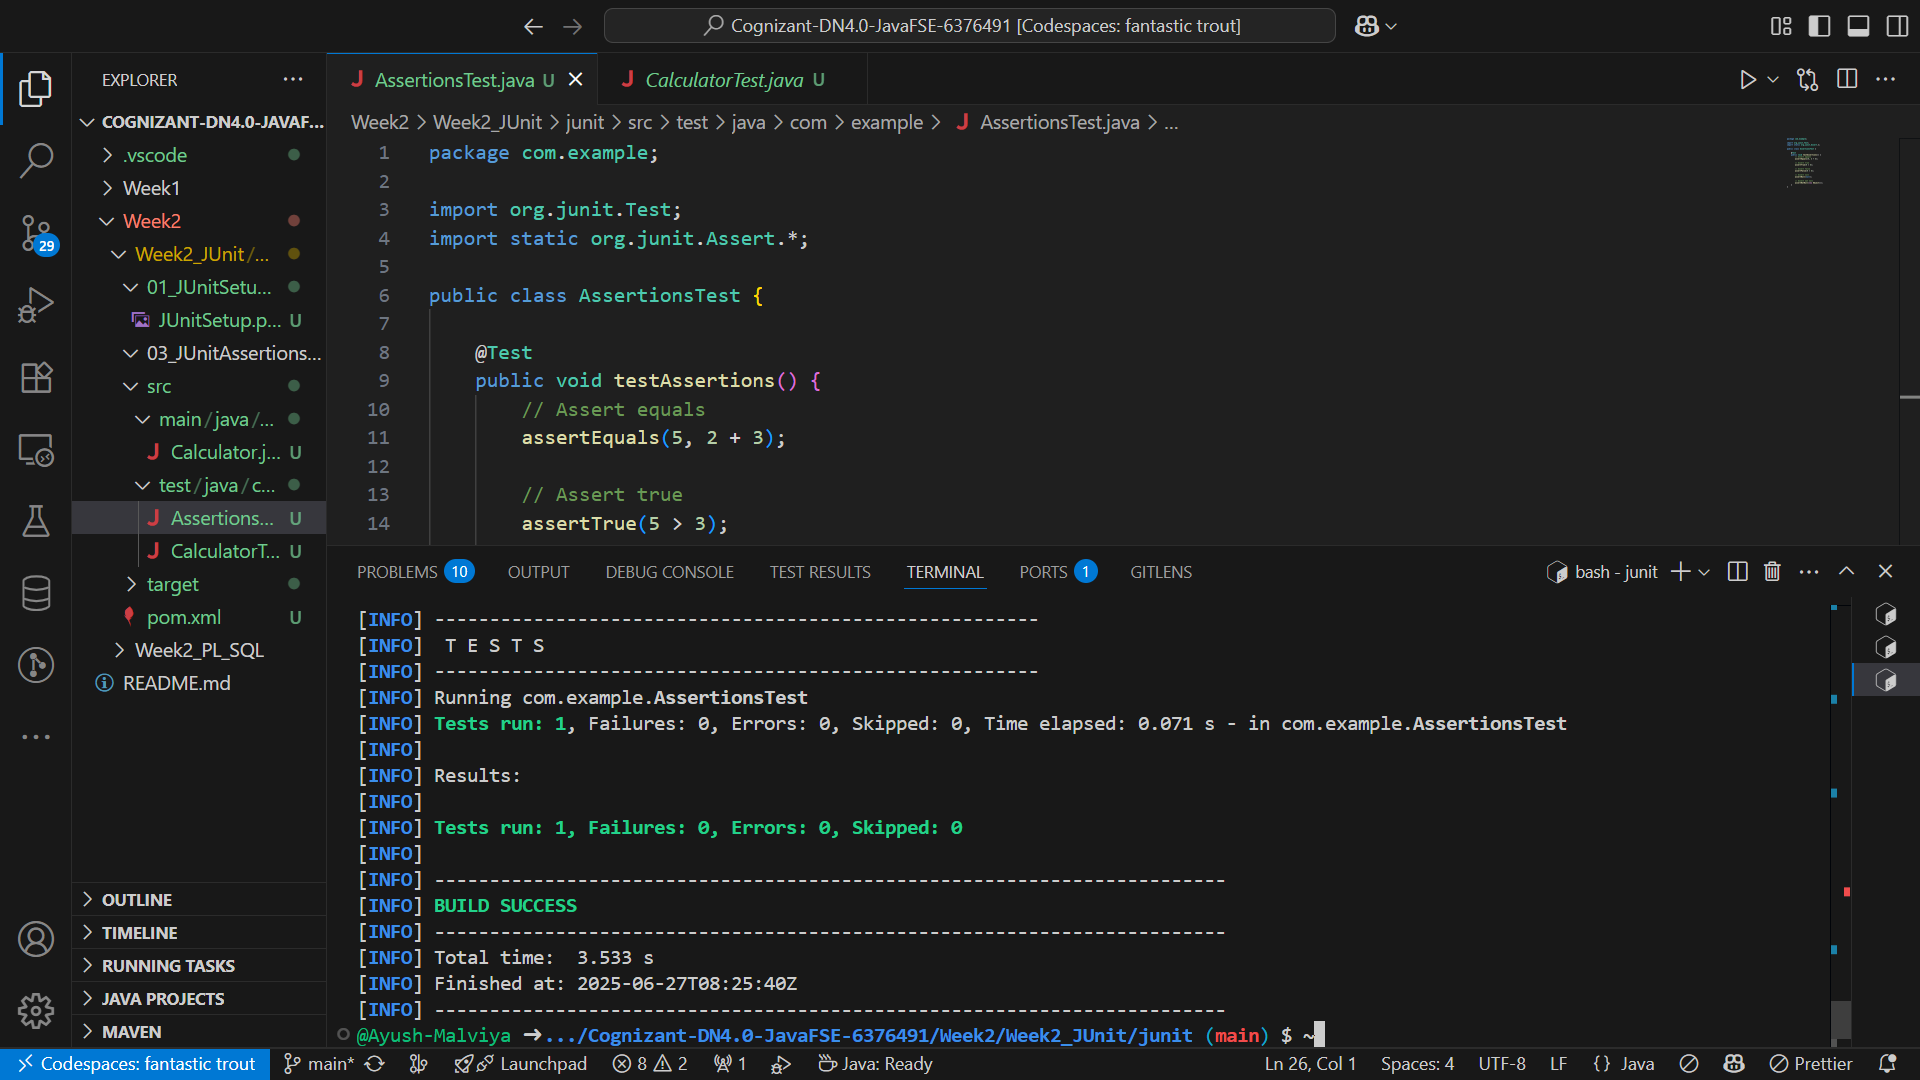 Cognizant-DN4.0-JavaFSE-6376491 [Codespaces: fantastic trout]
EXPLORER
COGNIZANT-DN4.0-JAVAF...
.vscode
Week1
Week2
Week2_JUnit/...
01_JUnitSetu...
JUnitSetup.p... U
03_JUnitAssertions...
src
main/java/...
Calculator.j... U
test/java/c...
Assertions... U
CalculatorT... U
target
pom.xml U
Week2_PL_SQL
README.md
29
OUTLINE
TIMELINE
RUNNING TASKS
JAVA PROJECTS
MAVEN
AssertionsTest.java U
CalculatorTest.java U
Week2 > Week2_JUnit > junit > src > test > java > com > example > AssertionsTest.java > ...
1 package com.example;
2
3 import org.junit.Test;
4 import static org.junit.Assert.*;
5
6 public class AssertionsTest {
7
8 @Test
9 public void testAssertions() {
10 // Assert equals
11 assertEquals(5, 2 + 3);
12
13 // Assert true
14 assertTrue(5 > 3);
PROBLEMS 10 OUTPUT DEBUG CONSOLE TEST RESULTS TERMINAL PORTS 1 GITLENS
bash - junit
[INFO] -------------------------------------------------------
[INFO]  T E S T S
[INFO] -------------------------------------------------------
[INFO] Running com.example.AssertionsTest
[INFO] Tests run: 1, Failures: 0, Errors: 0, Skipped: 0, Time elapsed: 0.071 s - in com.example.AssertionsTest
[INFO]
[INFO] Results:
[INFO]
[INFO] Tests run: 1, Failures: 0, Errors: 0, Skipped: 0
[INFO]
[INFO] ------------------------------------------------------------------------
[INFO] BUILD SUCCESS
[INFO] ------------------------------------------------------------------------
[INFO] Total time:  3.533 s
[INFO] Finished at: 2025-06-27T08:25:40Z
[INFO] ------------------------------------------------------------------------
@Ayush-Malviya ➜ .../Cognizant-DN4.0-JavaFSE-6376491/Week2/Week2_JUnit/junit (main) $ ~
Codespaces: fantastic trout main* Launchpad 8 2 1 Java: Ready Ln 26, Col 1 Spaces: 4 UTF-8 LF {} Java Prettier